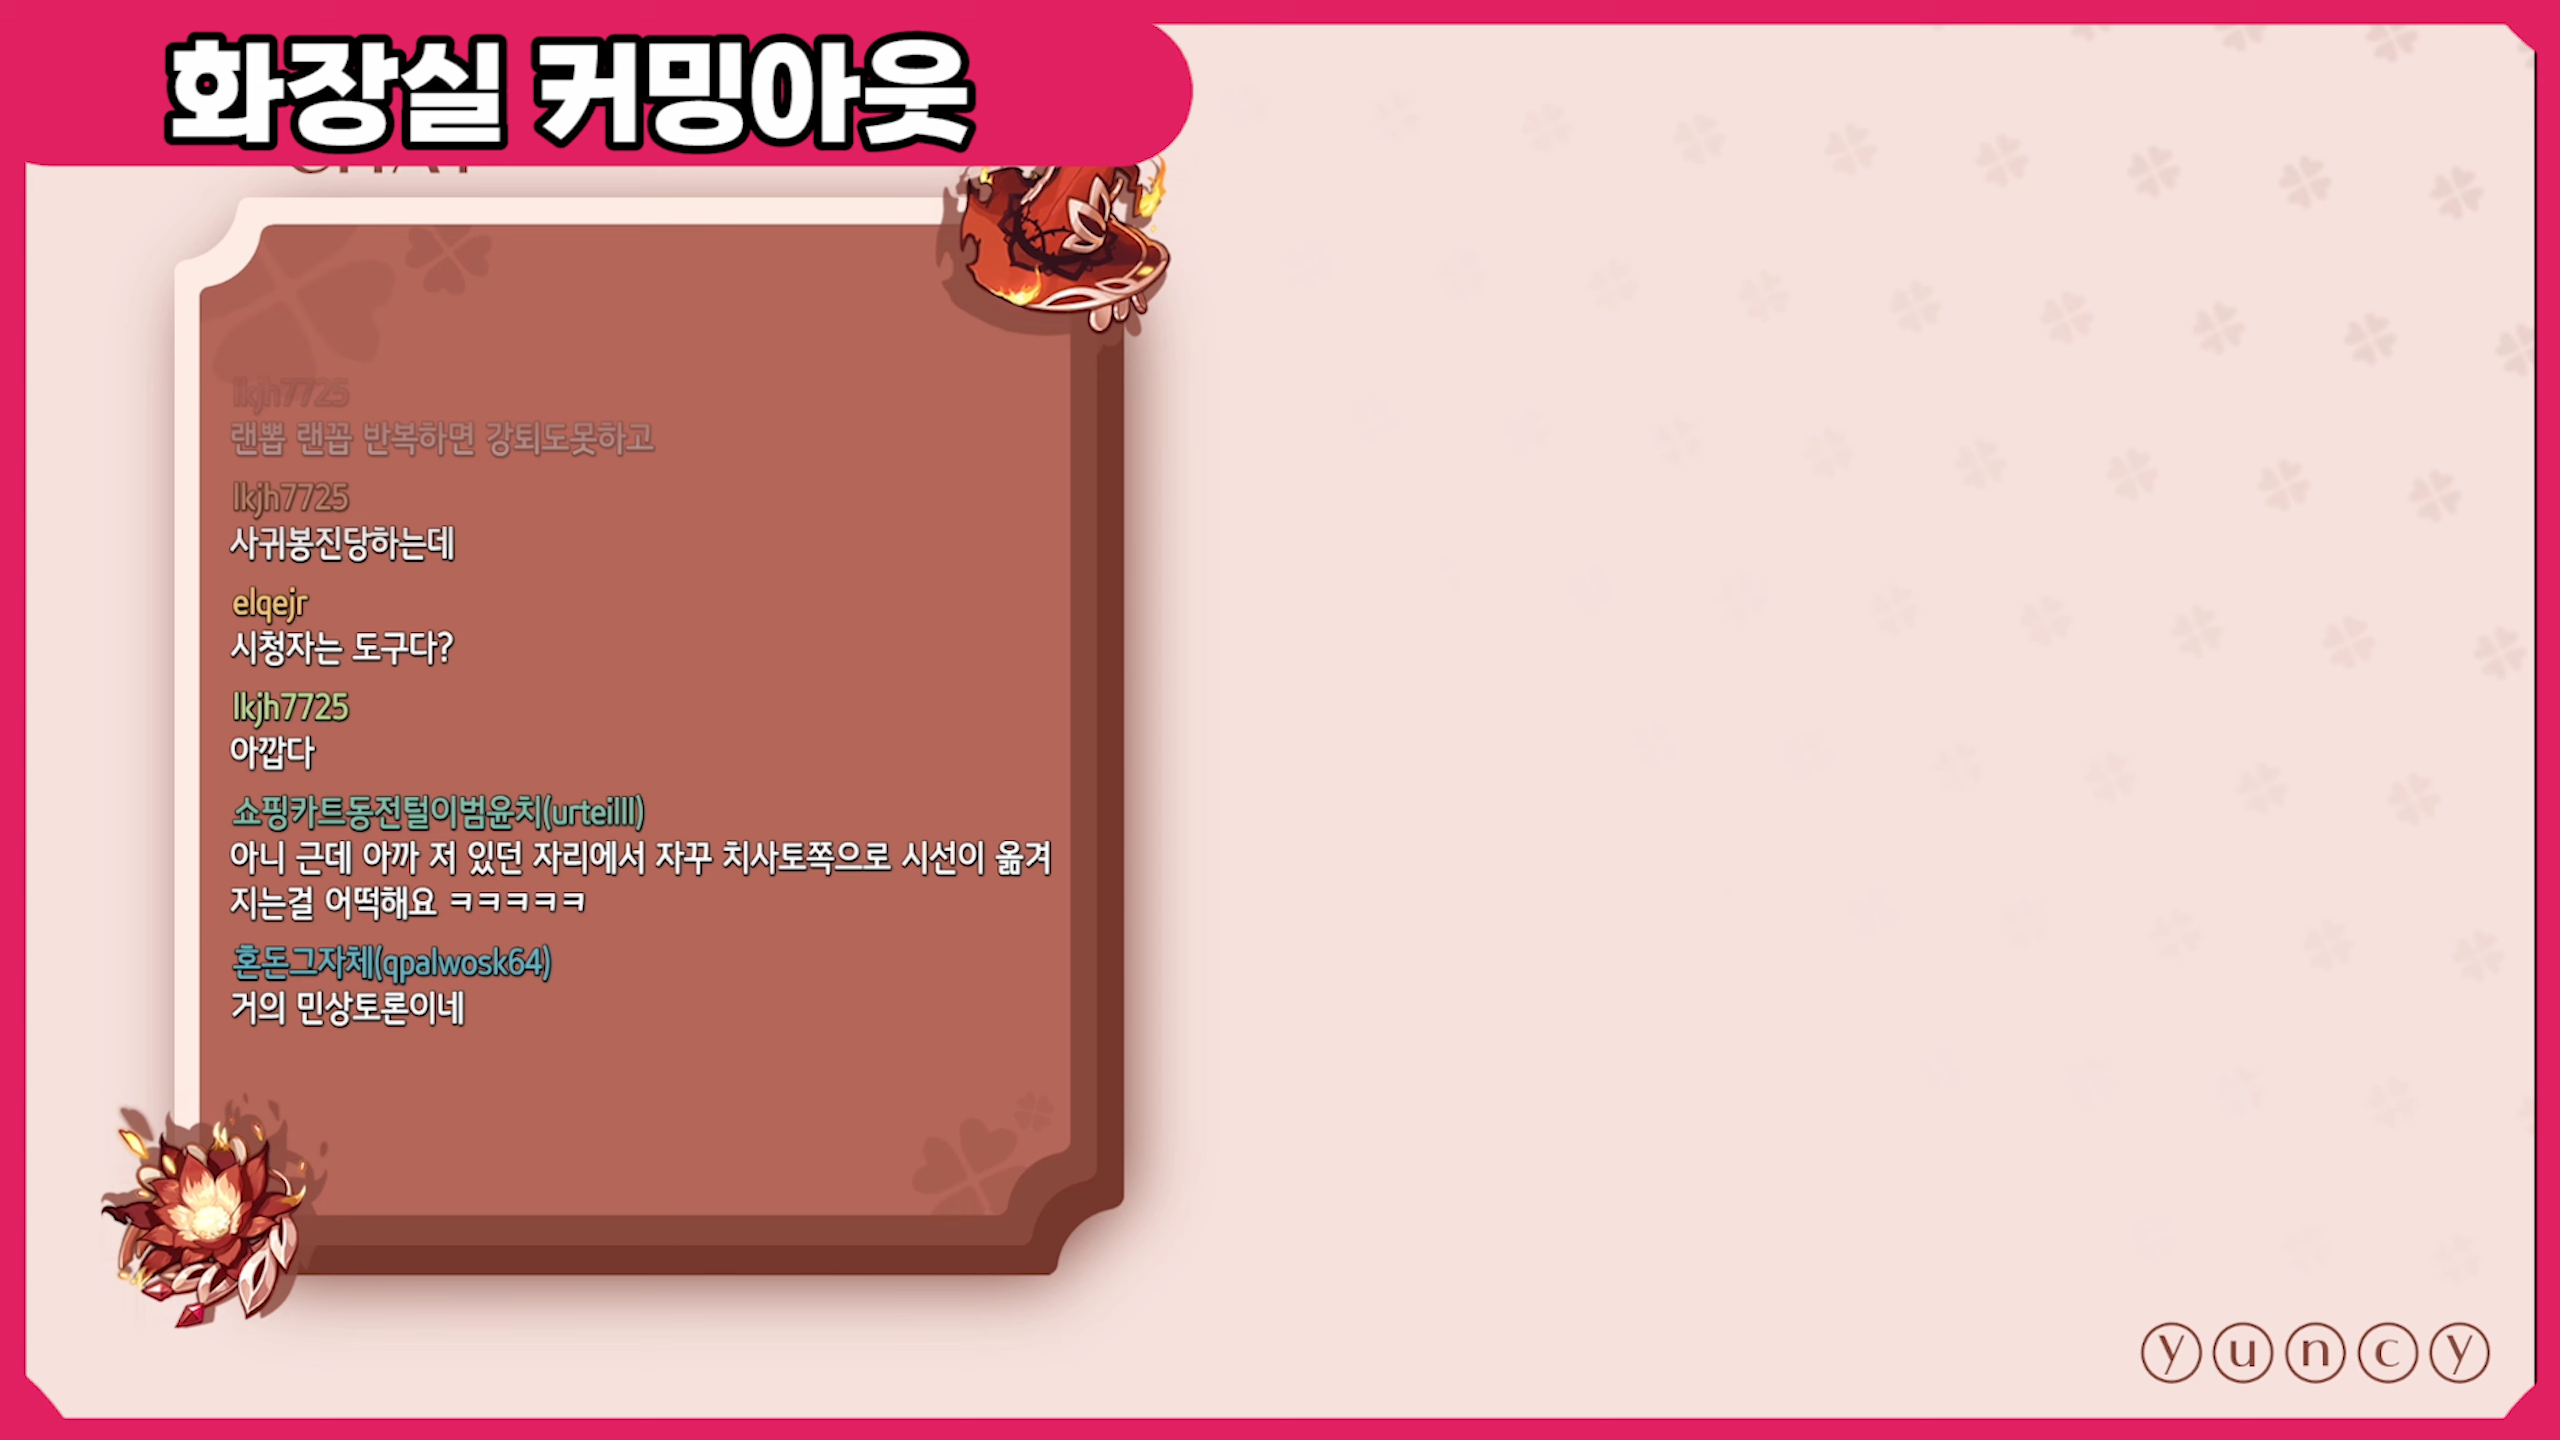 화장실 커밍아웃
CHAT
lkjh7725
랜뽑 랜꼽 반복하면 강퇴도못하고
lkjh7725
사귀봉진당하는데
elqejr
시청자는 도구다?
lkjh7725
아깝다
쇼핑카트동전털이범윤치(urteilll)
아니 근데 아까 저 있던 자리에서 자꾸 치사토쪽으로 시선이 옮겨
지는걸 어떡해요 ㅋㅋㅋㅋㅋ
혼돈그자체(qpalwosk64)
거의 민상토론이네
yuncy